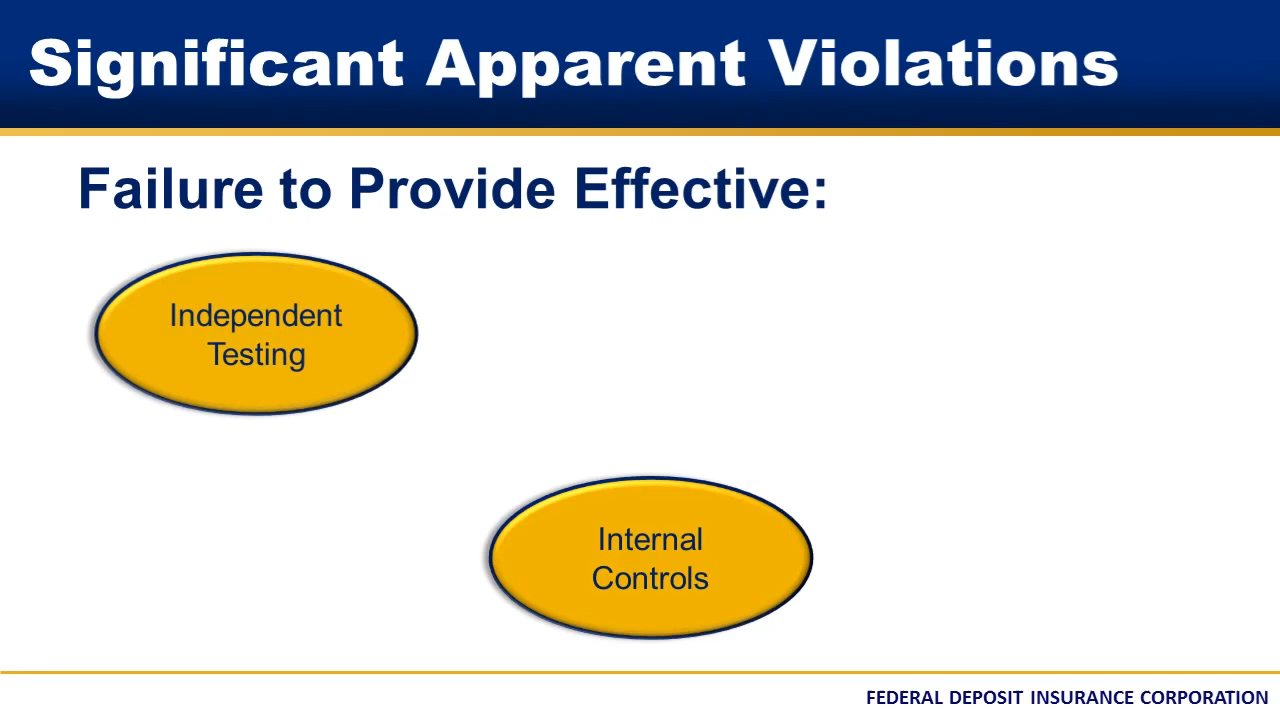 Significant Apparent Violations
Failure to Provide Effective:
Independent
Testing
Internal
Controls
FEDERAL DEPOSIT INSURANCE CORPORATION